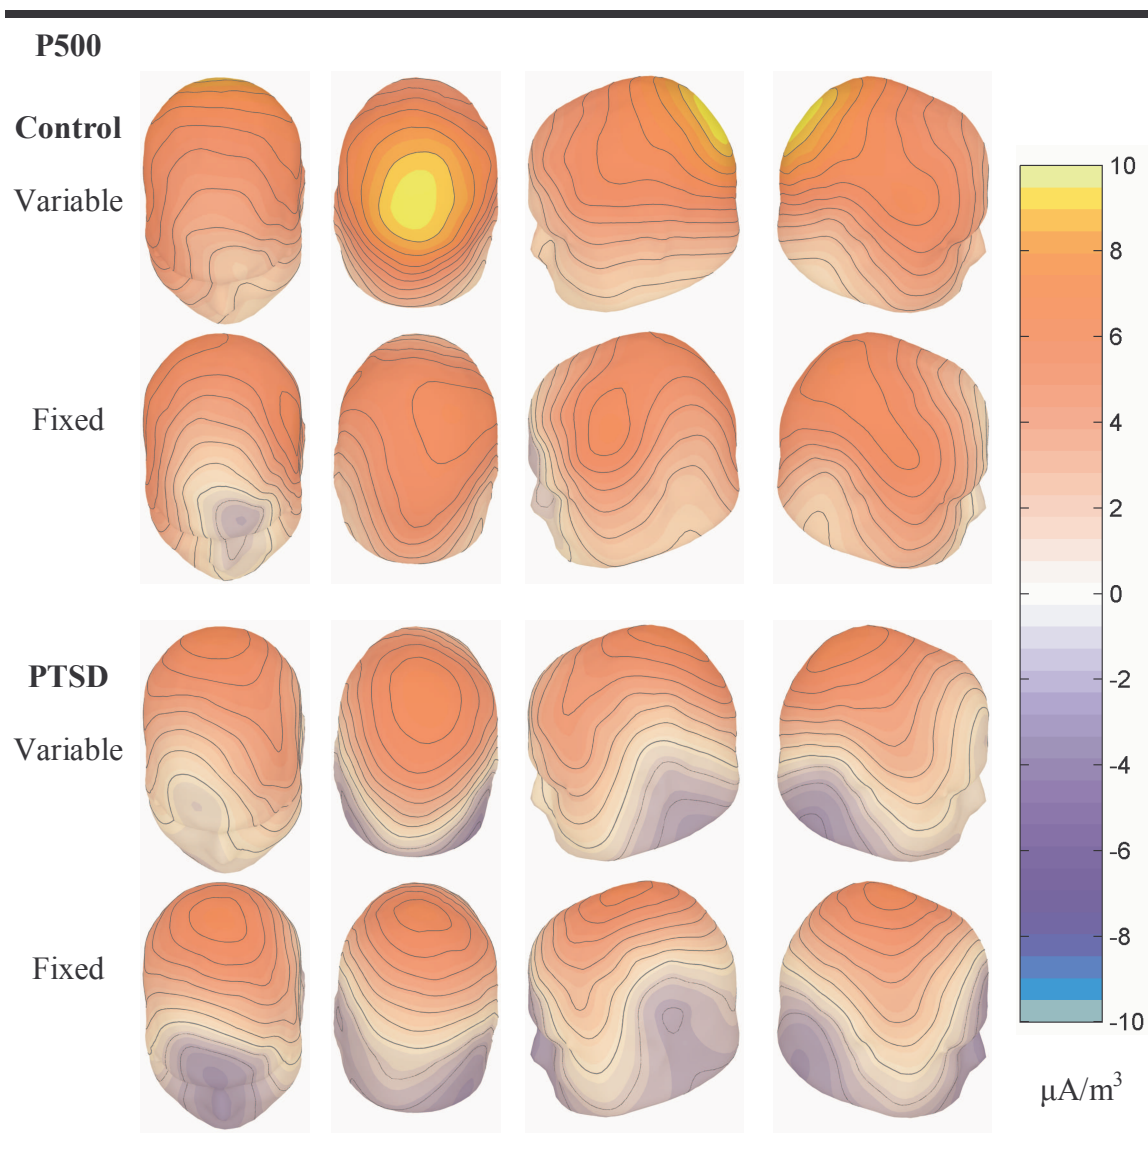 P500
Control
Variable
Fixed
PTSD
Variable
Fixed
10
8
6
4
2
0
-2
-4
-6
-8
-10
μA/m³